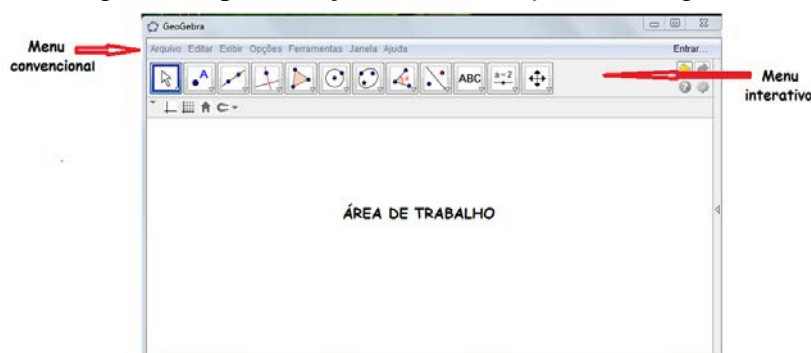 GeoGebra
Menu convencional
Arquivo Editar Exibir Opções Ferramentas Janela Ajuda
Entrar...
A
ABC
a=2
Menu interativo
ÁREA DE TRABALHO